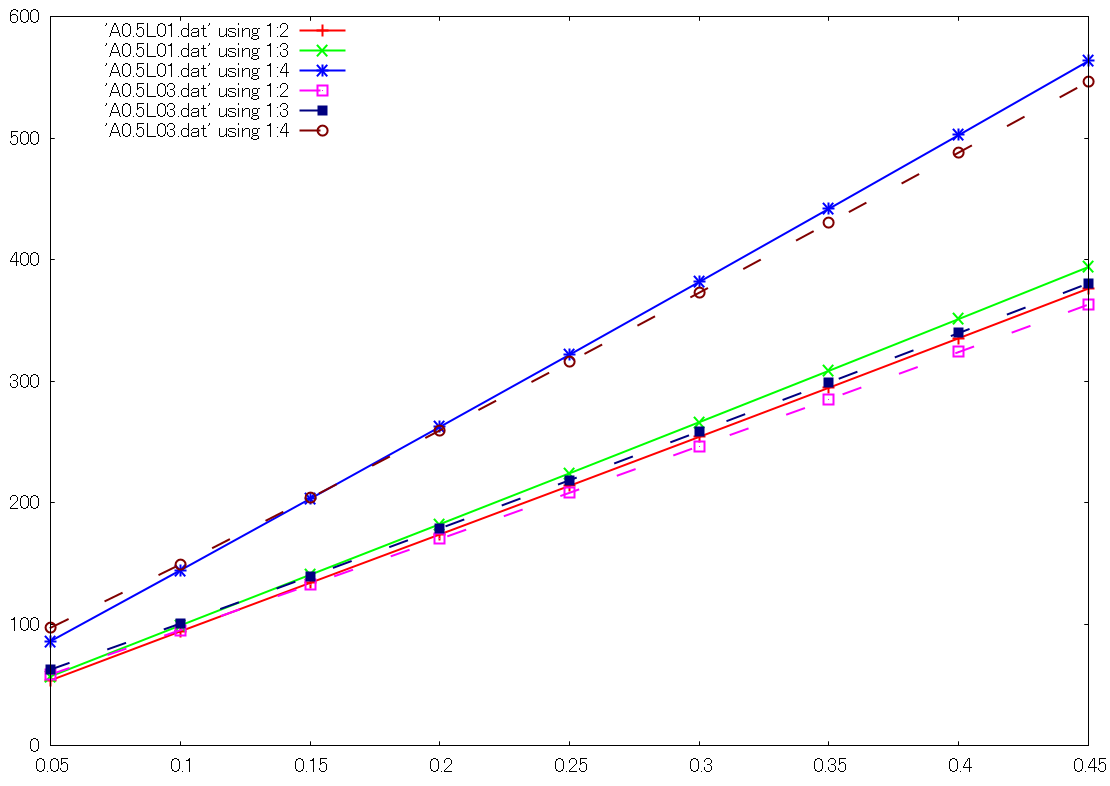 600
500
400
300
200
100
0
'A0.5L01.dat' using 1:2
'A0.5L01.dat' using 1:3
'A0.5L01.dat' using 1:4
'A0.5L03.dat' using 1:2
'A0.5L03.dat' using 1:3
'A0.5L03.dat' using 1:4
0.05 0.1 0.15 0.2 0.25 0.3 0.35 0.4 0.45